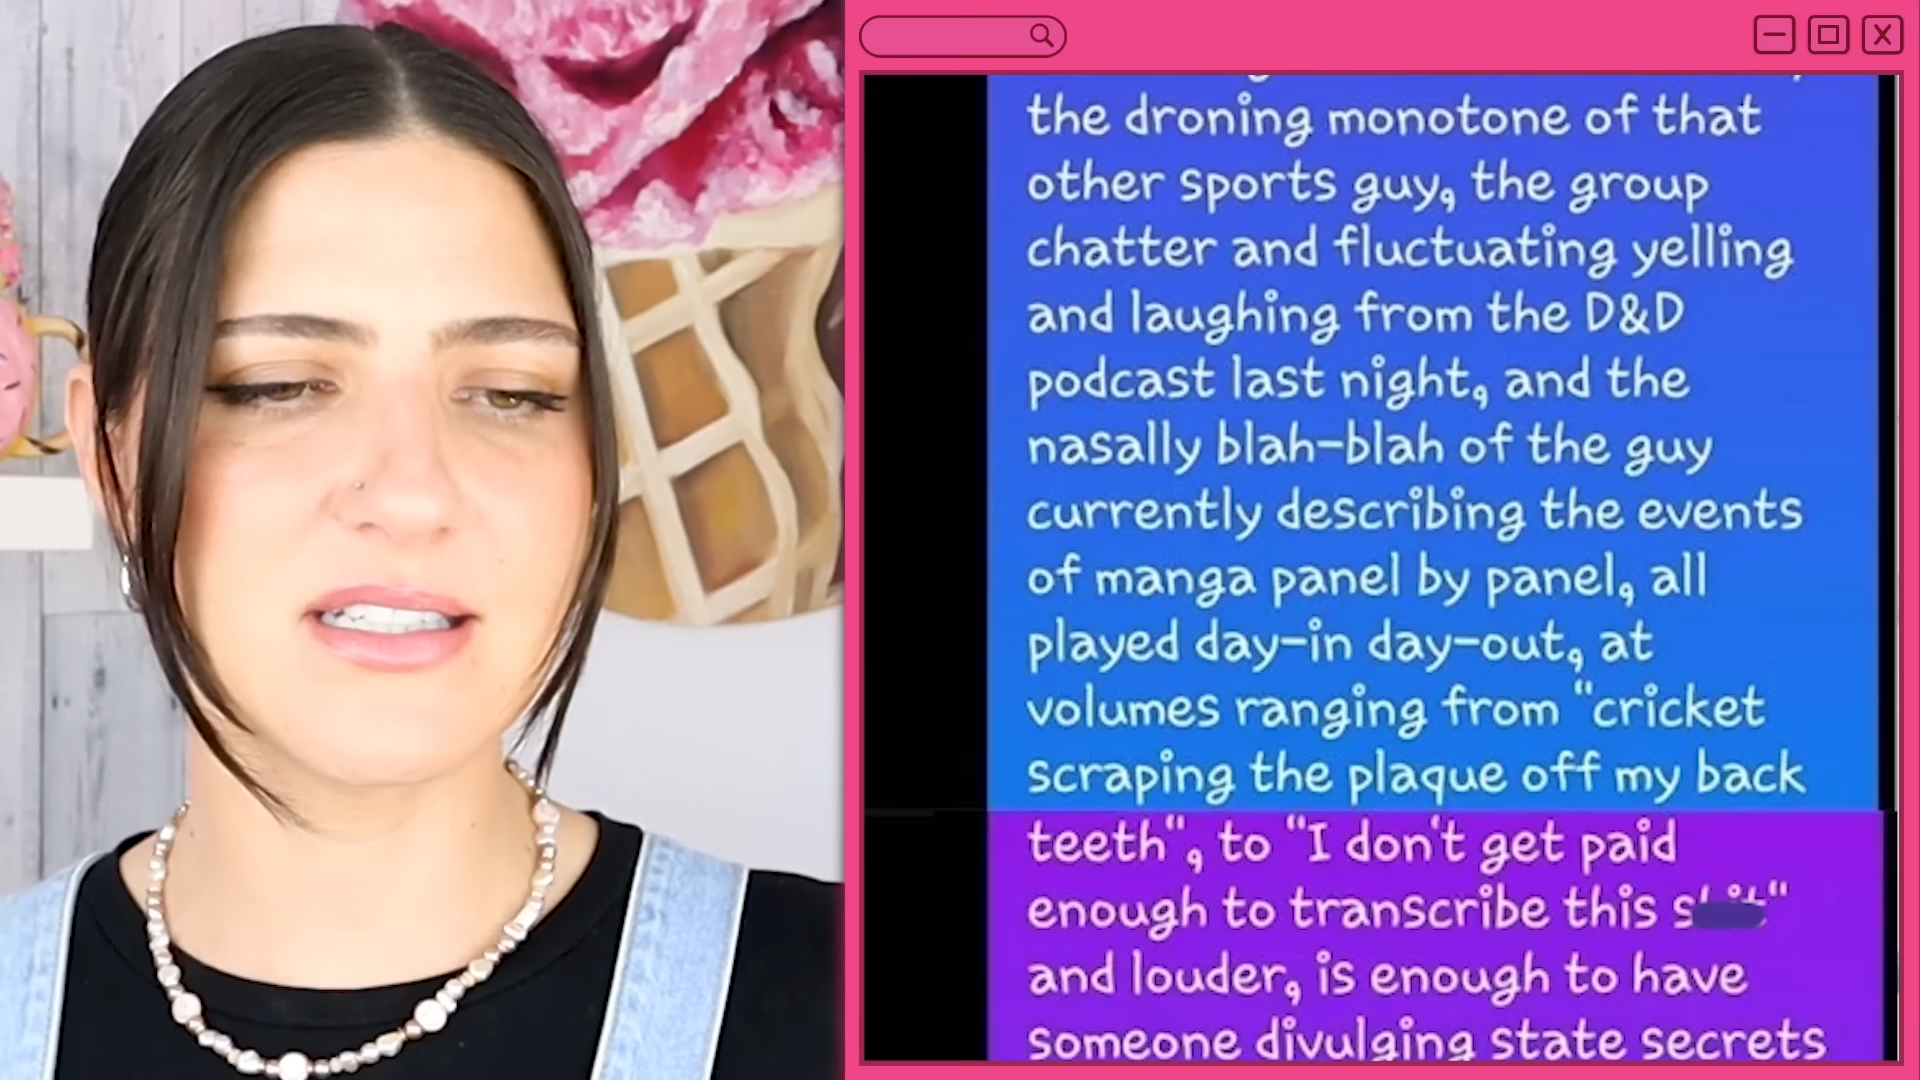 the droning monotone of that
other sports guy, the group
chatter and fluctuating yelling
and laughing from the D&D
podcast last night, and the
nasally blah-blah of the guy
currently describing the events
of manga panel by panel, all
played day-in day-out, at
volumes ranging from "cricket
scraping the plaque off my back
teeth", to "I don't get paid
enough to transcribe this
and louder, is enough to have
someone divulging state secrets